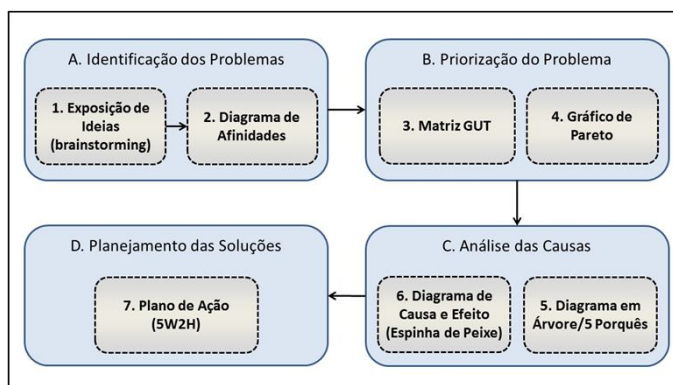 A. Identificação dos Problemas
1. Exposição de
Ideias
(brainstorming)
2. Diagrama de
Afinidades
B. Priorização do Problema
3. Matriz GUT
4. Gráfico de
Pareto
D. Planejamento das Soluções
7. Plano de Ação
(5W2H)
C. Análise das Causas
6. Diagrama de
Causa e Efeito
(Espinha de Peixe)
5. Diagrama em
Árvore/5 Porquês